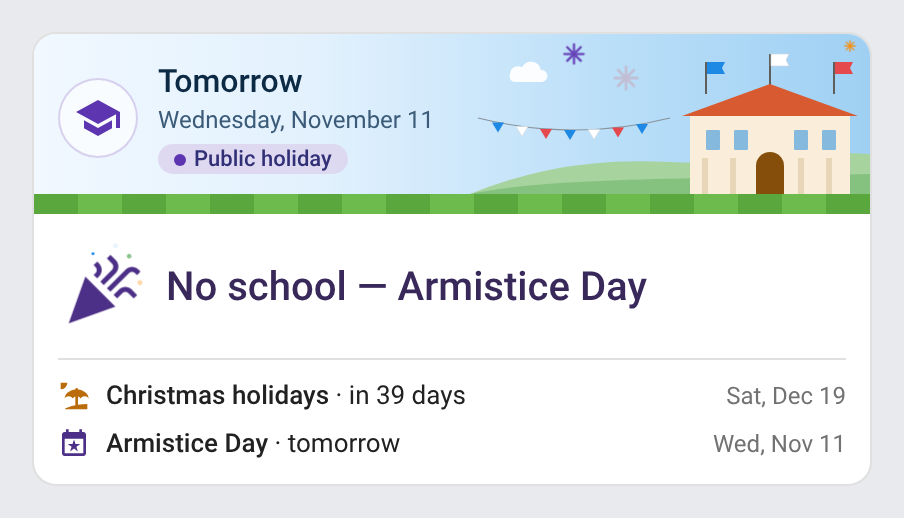 Tomorrow
Wednesday, November 11
Public holiday
No school — Armistice Day
Christmas holidays · in 39 days
Sat, Dec 19
Armistice Day · tomorrow
Wed, Nov 11